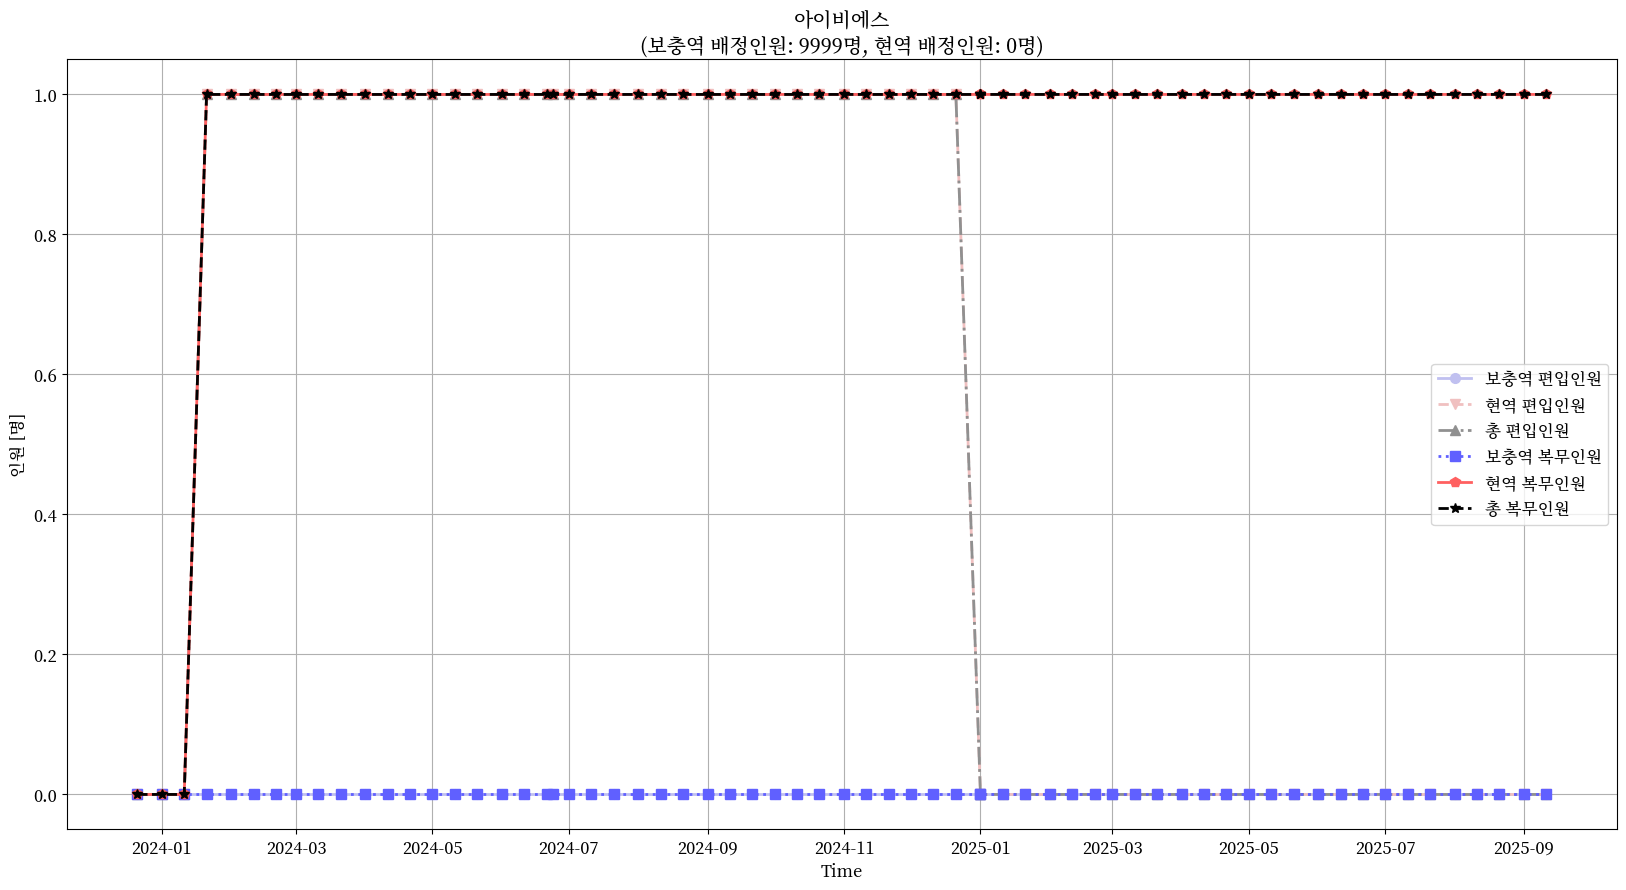 아이비에스
(보충역 배정인원: 9999명, 현역 배정인원: 0명)
인원 [명]
1.0
0.8
0.6
0.4
0.2
0.0
보충역 편입인원
현역 편입인원
총 편입인원
보충역 복무인원
현역 복무인원
총 복무인원
2024-01 2024-03 2024-05 2024-07 2024-09 2024-11 2025-01 2025-03 2025-05 2025-07 2025-09
Time